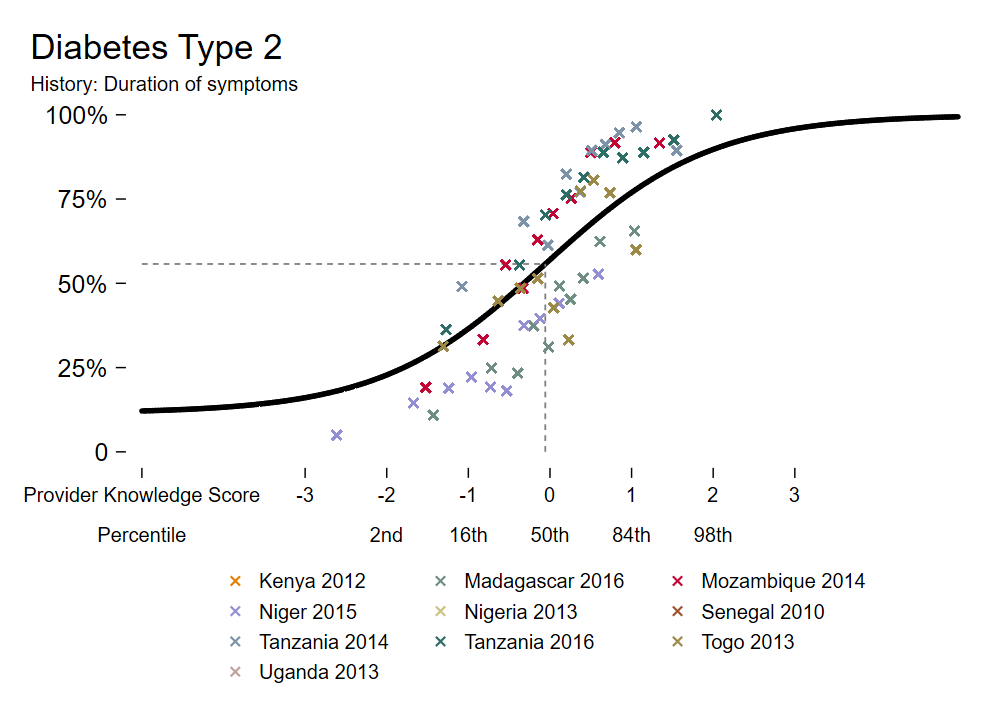 Diabetes Type 2
History: Duration of symptoms
100%
75%
50%
25%
0
Provider Knowledge Score -3 -2 -1 0 1 2 3
Percentile 2nd 16th 50th 84th 98th
Kenya 2012 Madagascar 2016 Mozambique 2014
Niger 2015 Nigeria 2013 Senegal 2010
Tanzania 2014 Tanzania 2016 Togo 2013
Uganda 2013